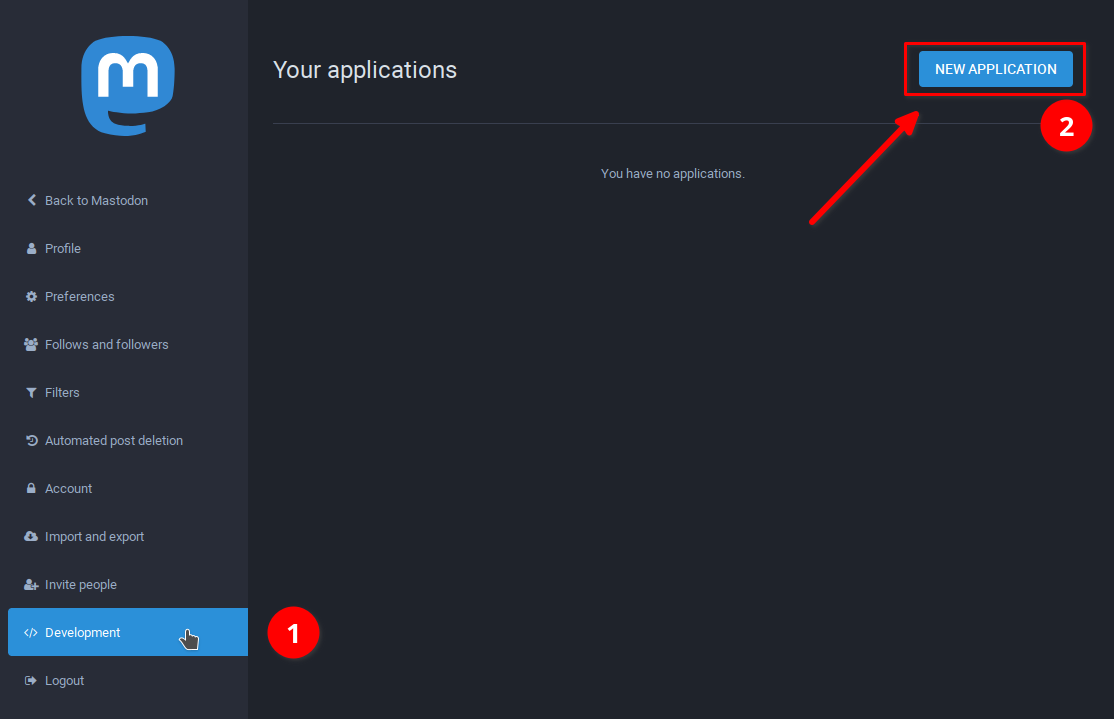 Back to Mastodon
Profile
Preferences
Follows and followers
Filters
Automated post deletion
Account
Import and export
Invite people
Development
Logout
1
Your applications
NEW APPLICATION
2
You have no applications.